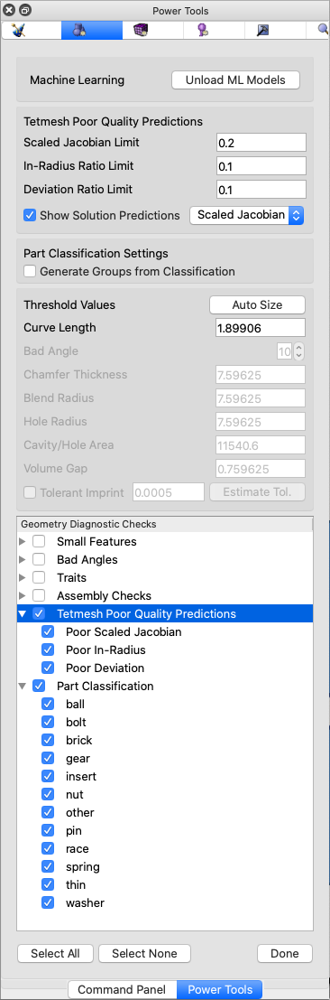 Power Tools
Machine Learning Unload ML Models
Tetmesh Poor Quality Predictions
Scaled Jacobian Limit 0.2
In-Radius Ratio Limit 0.1
Deviation Ratio Limit 0.1
Show Solution Predictions Scaled Jacobian
Part Classification Settings
Generate Groups from Classification
Threshold Values Auto Size
Curve Length 1.89906
Bad Angle 10
Chamfer Thickness 7.59625
Blend Radius 7.59625
Hole Radius 7.59625
Cavity/Hole Area 11540.6
Volume Gap 0.759625
Tolerant Imprint 0.0005 Estimate Tol.
Geometry Diagnostic Checks
Small Features
Bad Angles
Traits
Assembly Checks
Tetmesh Poor Quality Predictions
Poor Scaled Jacobian
Poor In-Radius
Poor Deviation
Part Classification
ball
bolt
brick
gear
insert
nut
other
pin
race
spring
thin
washer
Select All Select None Done
Command Panel Power Tools